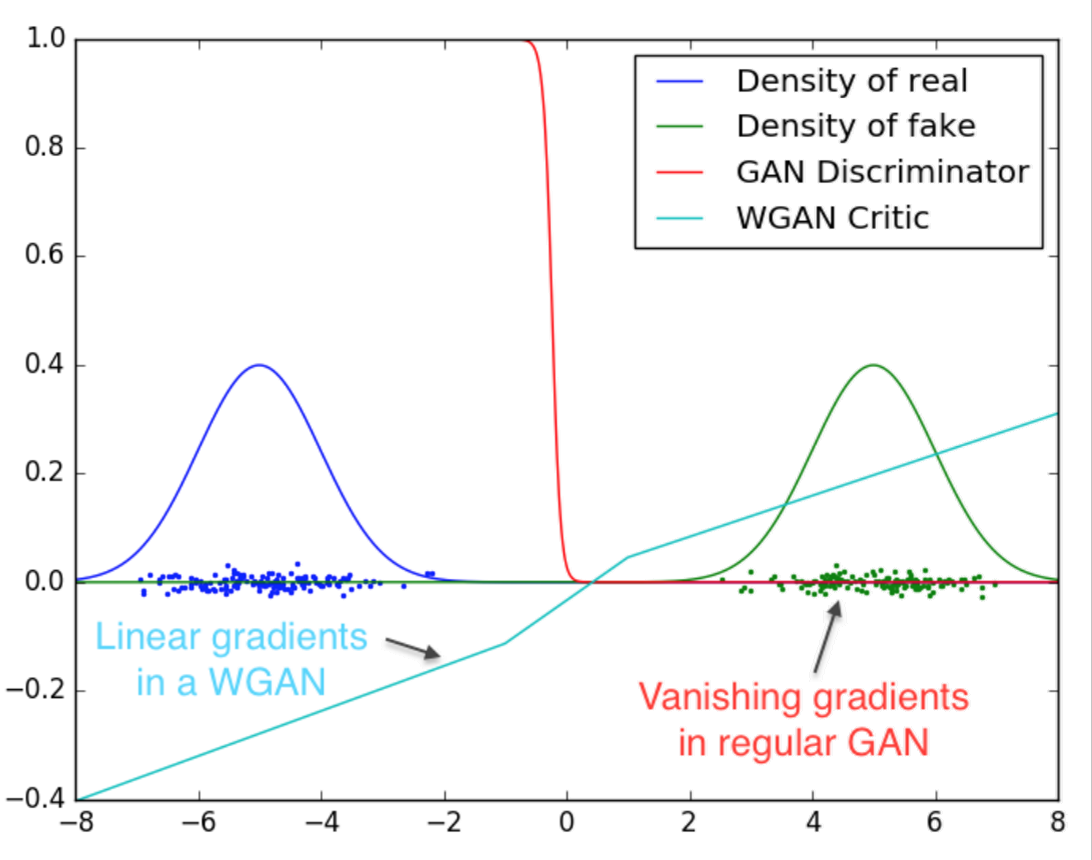 1.0
0.8
0.6
0.4
0.2
0.0
−0.2
−0.4
−8
−6
−4
−2
0
2
4
6
8
Density of real
Density of fake
GAN Discriminator
WGAN Critic
Linear gradients
in a WGAN
Vanishing gradients
in regular GAN